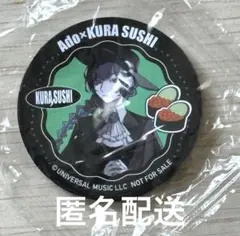 Ado×KURA SUSHI
KURA SUSHI
© UNIVERSAL MUSIC LLC NOT FOR SALE
匿名配送